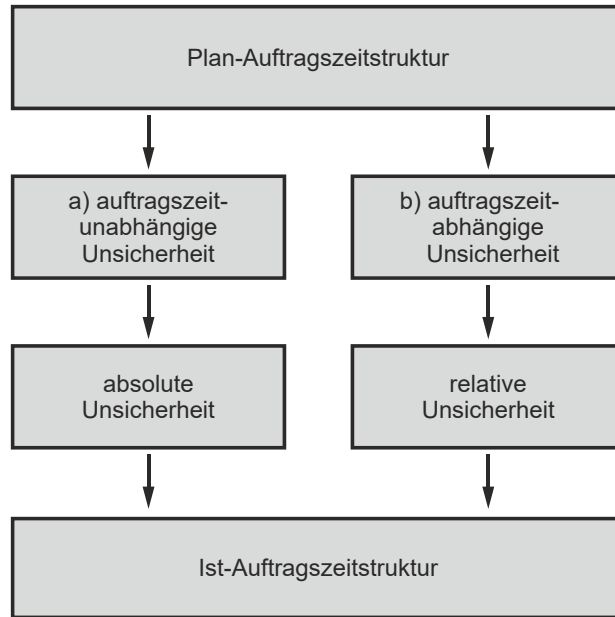 Plan-Auftragszeitstruktur
a) auftragszeit-
unabhängige
Unsicherheit
b) auftragszeit-
abhängige
Unsicherheit
absolute
Unsicherheit
relative
Unsicherheit
Ist-Auftragszeitstruktur